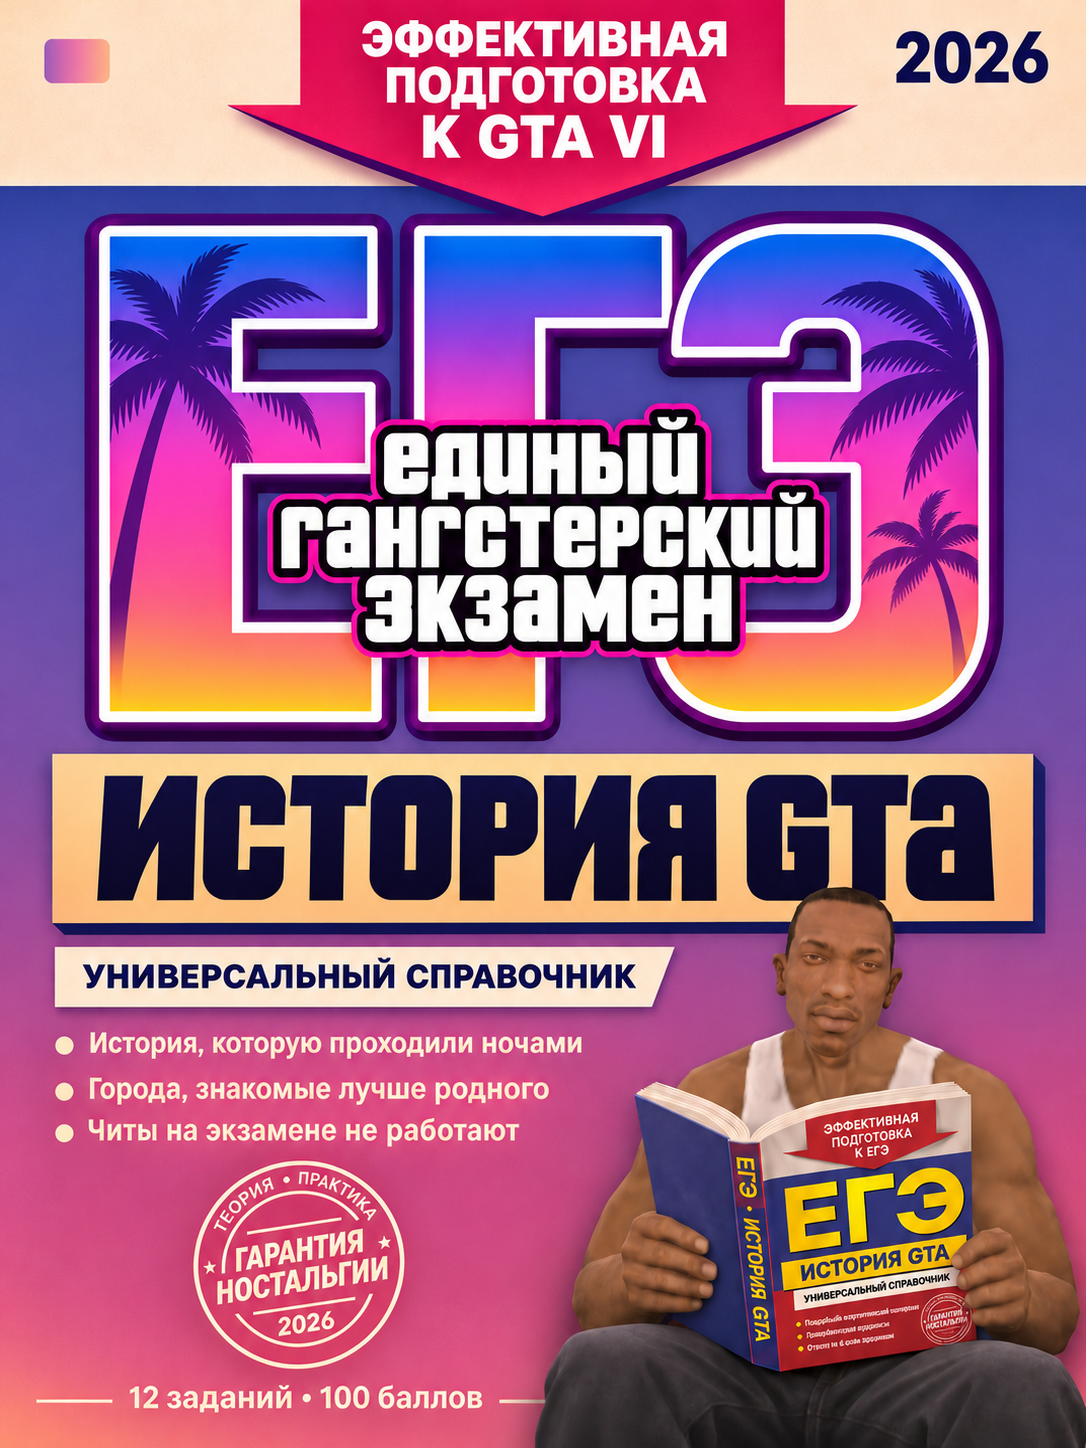 ЭФФЕКТИВНАЯ
ПОДГОТОВКА
К GTA VI
2026
ЕГЭ
единый
гангстерский
экзамен
ИСТОРИЯ GTA
УНИВЕРСАЛЬНЫЙ СПРАВОЧНИК
История, которую проходили ночами
Города, знакомые лучше родного
Читы на экзамене не работают
ТЕОРИЯ • ПРАКТИКА
ГАРАНТИЯ
НОСТАЛЬГИИ
2026
12 заданий • 100 баллов
ЕГЭ • ИСТОРИЯ GTA
ЭФФЕКТИВНАЯ
ПОДГОТОВКА
К ЕГЭ
ЕГЭ
ИСТОРИЯ GTA
УНИВЕРСАЛЬНЫЙ СПРАВОЧНИК